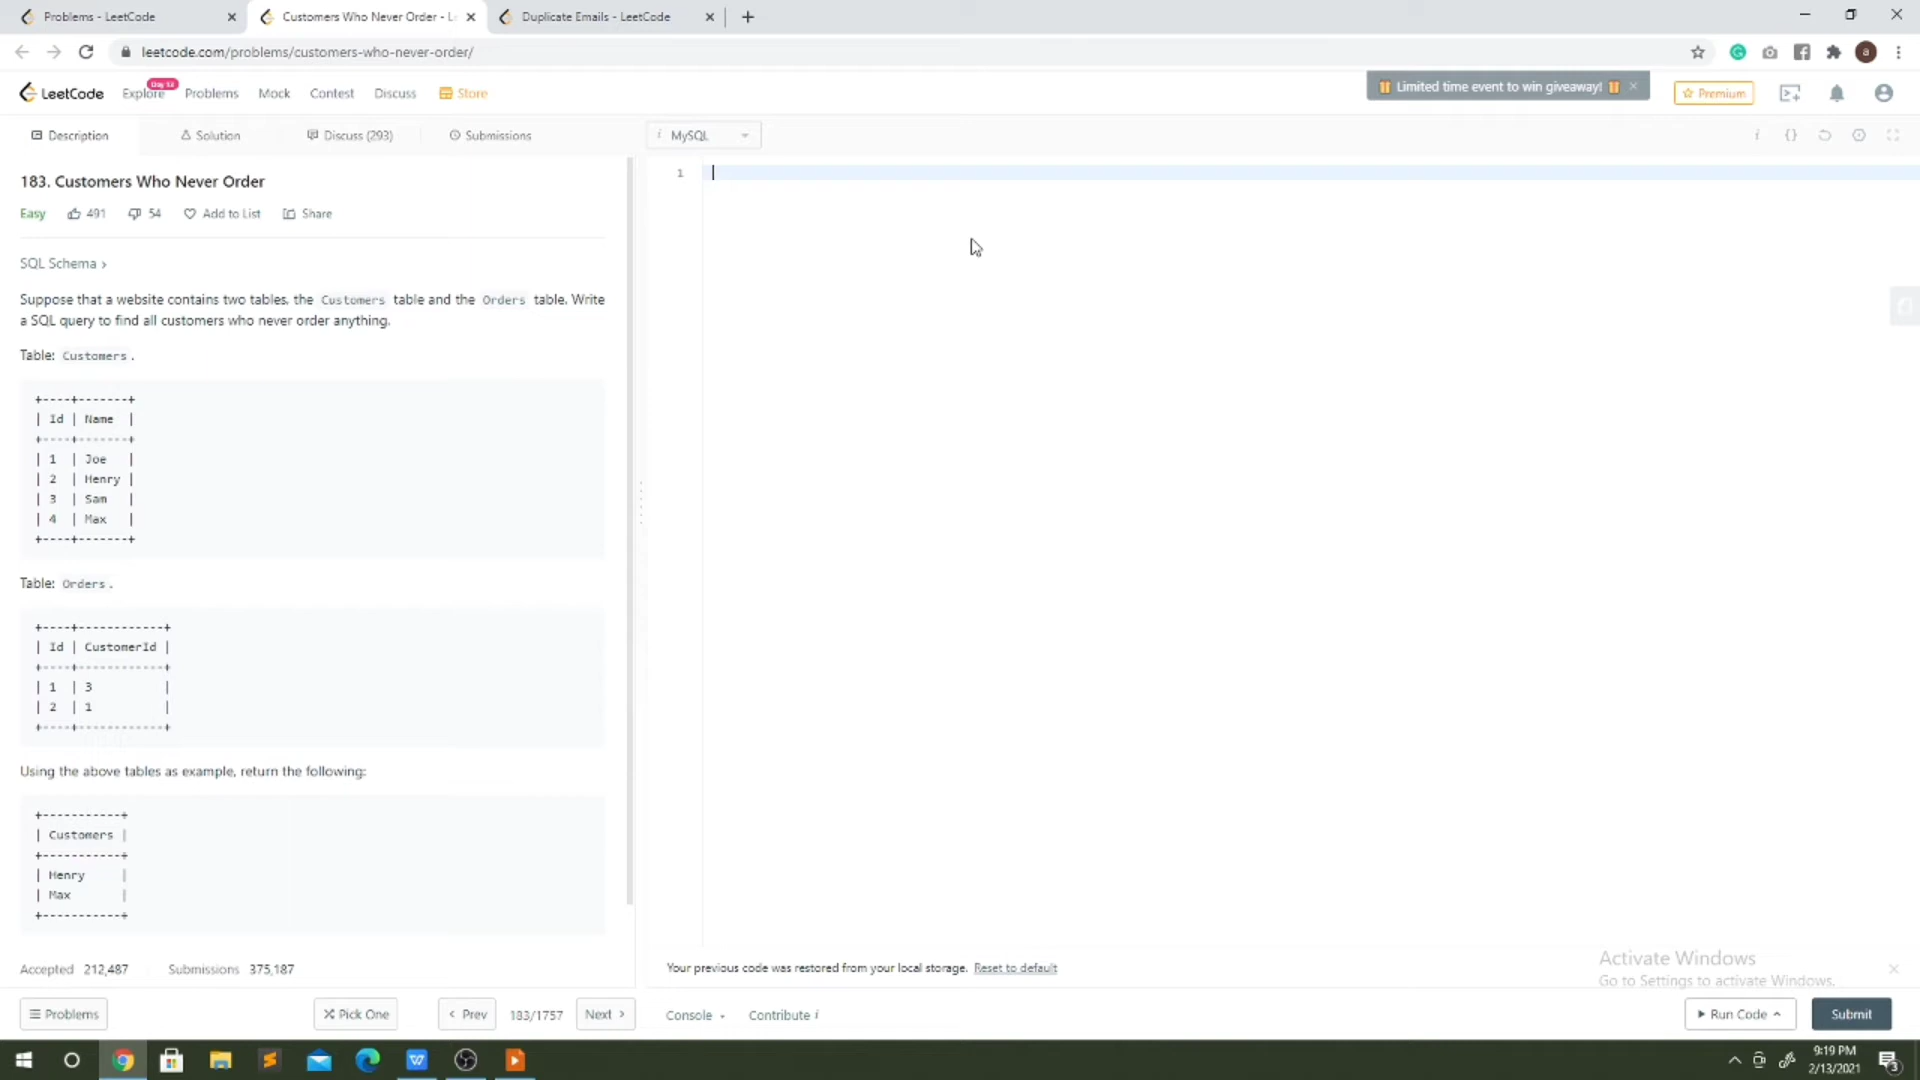 Problems - LeetCode
Customers Who Never Order - L
Duplicate Emails - LeetCode
leetcode.com/problems/customers-who-never-order/
a
LeetCode
Explore
Day 13
Problems
Mock
Contest
Discuss
Store
Limited time event to win giveaway!
Premium
Description
Solution
Discuss (293)
Submissions
i MySQL
i {}
183. Customers Who Never Order
Easy 491 54 Add to List Share
SQL Schema >
Suppose that a website contains two tables, the Customers table and the Orders table. Write
a SQL query to find all customers who never order anything.
Table: Customers.
+----+-------+
| Id | Name  |
+----+-------+
| 1  | Joe   |
| 2  | Henry |
| 3  | Sam   |
| 4  | Max   |
+----+-------+
Table: Orders.
+----+------------+
| Id | CustomerId |
+----+------------+
| 1  | 3          |
| 2  | 1          |
+----+------------+
Using the above tables as example, return the following:
+-----------+
| Customers |
+-----------+
| Henry     |
| Max       |
+-----------+
Accepted 212,487 Submissions 375,187
1
Your previous code was restored from your local storage. Reset to default
Activate Windows
Go to Settings to activate Windows.
Problems
Pick One
< Prev
183/1757
Next >
Console
Contribute i
Run Code
Submit
9:19 PM
2/13/2021
3